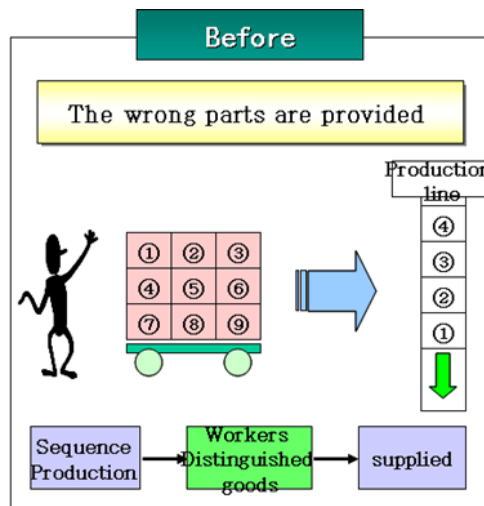 Before
The wrong parts are provided
Production
line
④
③
②
①
① ② ③
④ ⑤ ⑥
⑦ ⑧ ⑨
Sequence
Production
Workers
Distinguished
goods
supplied